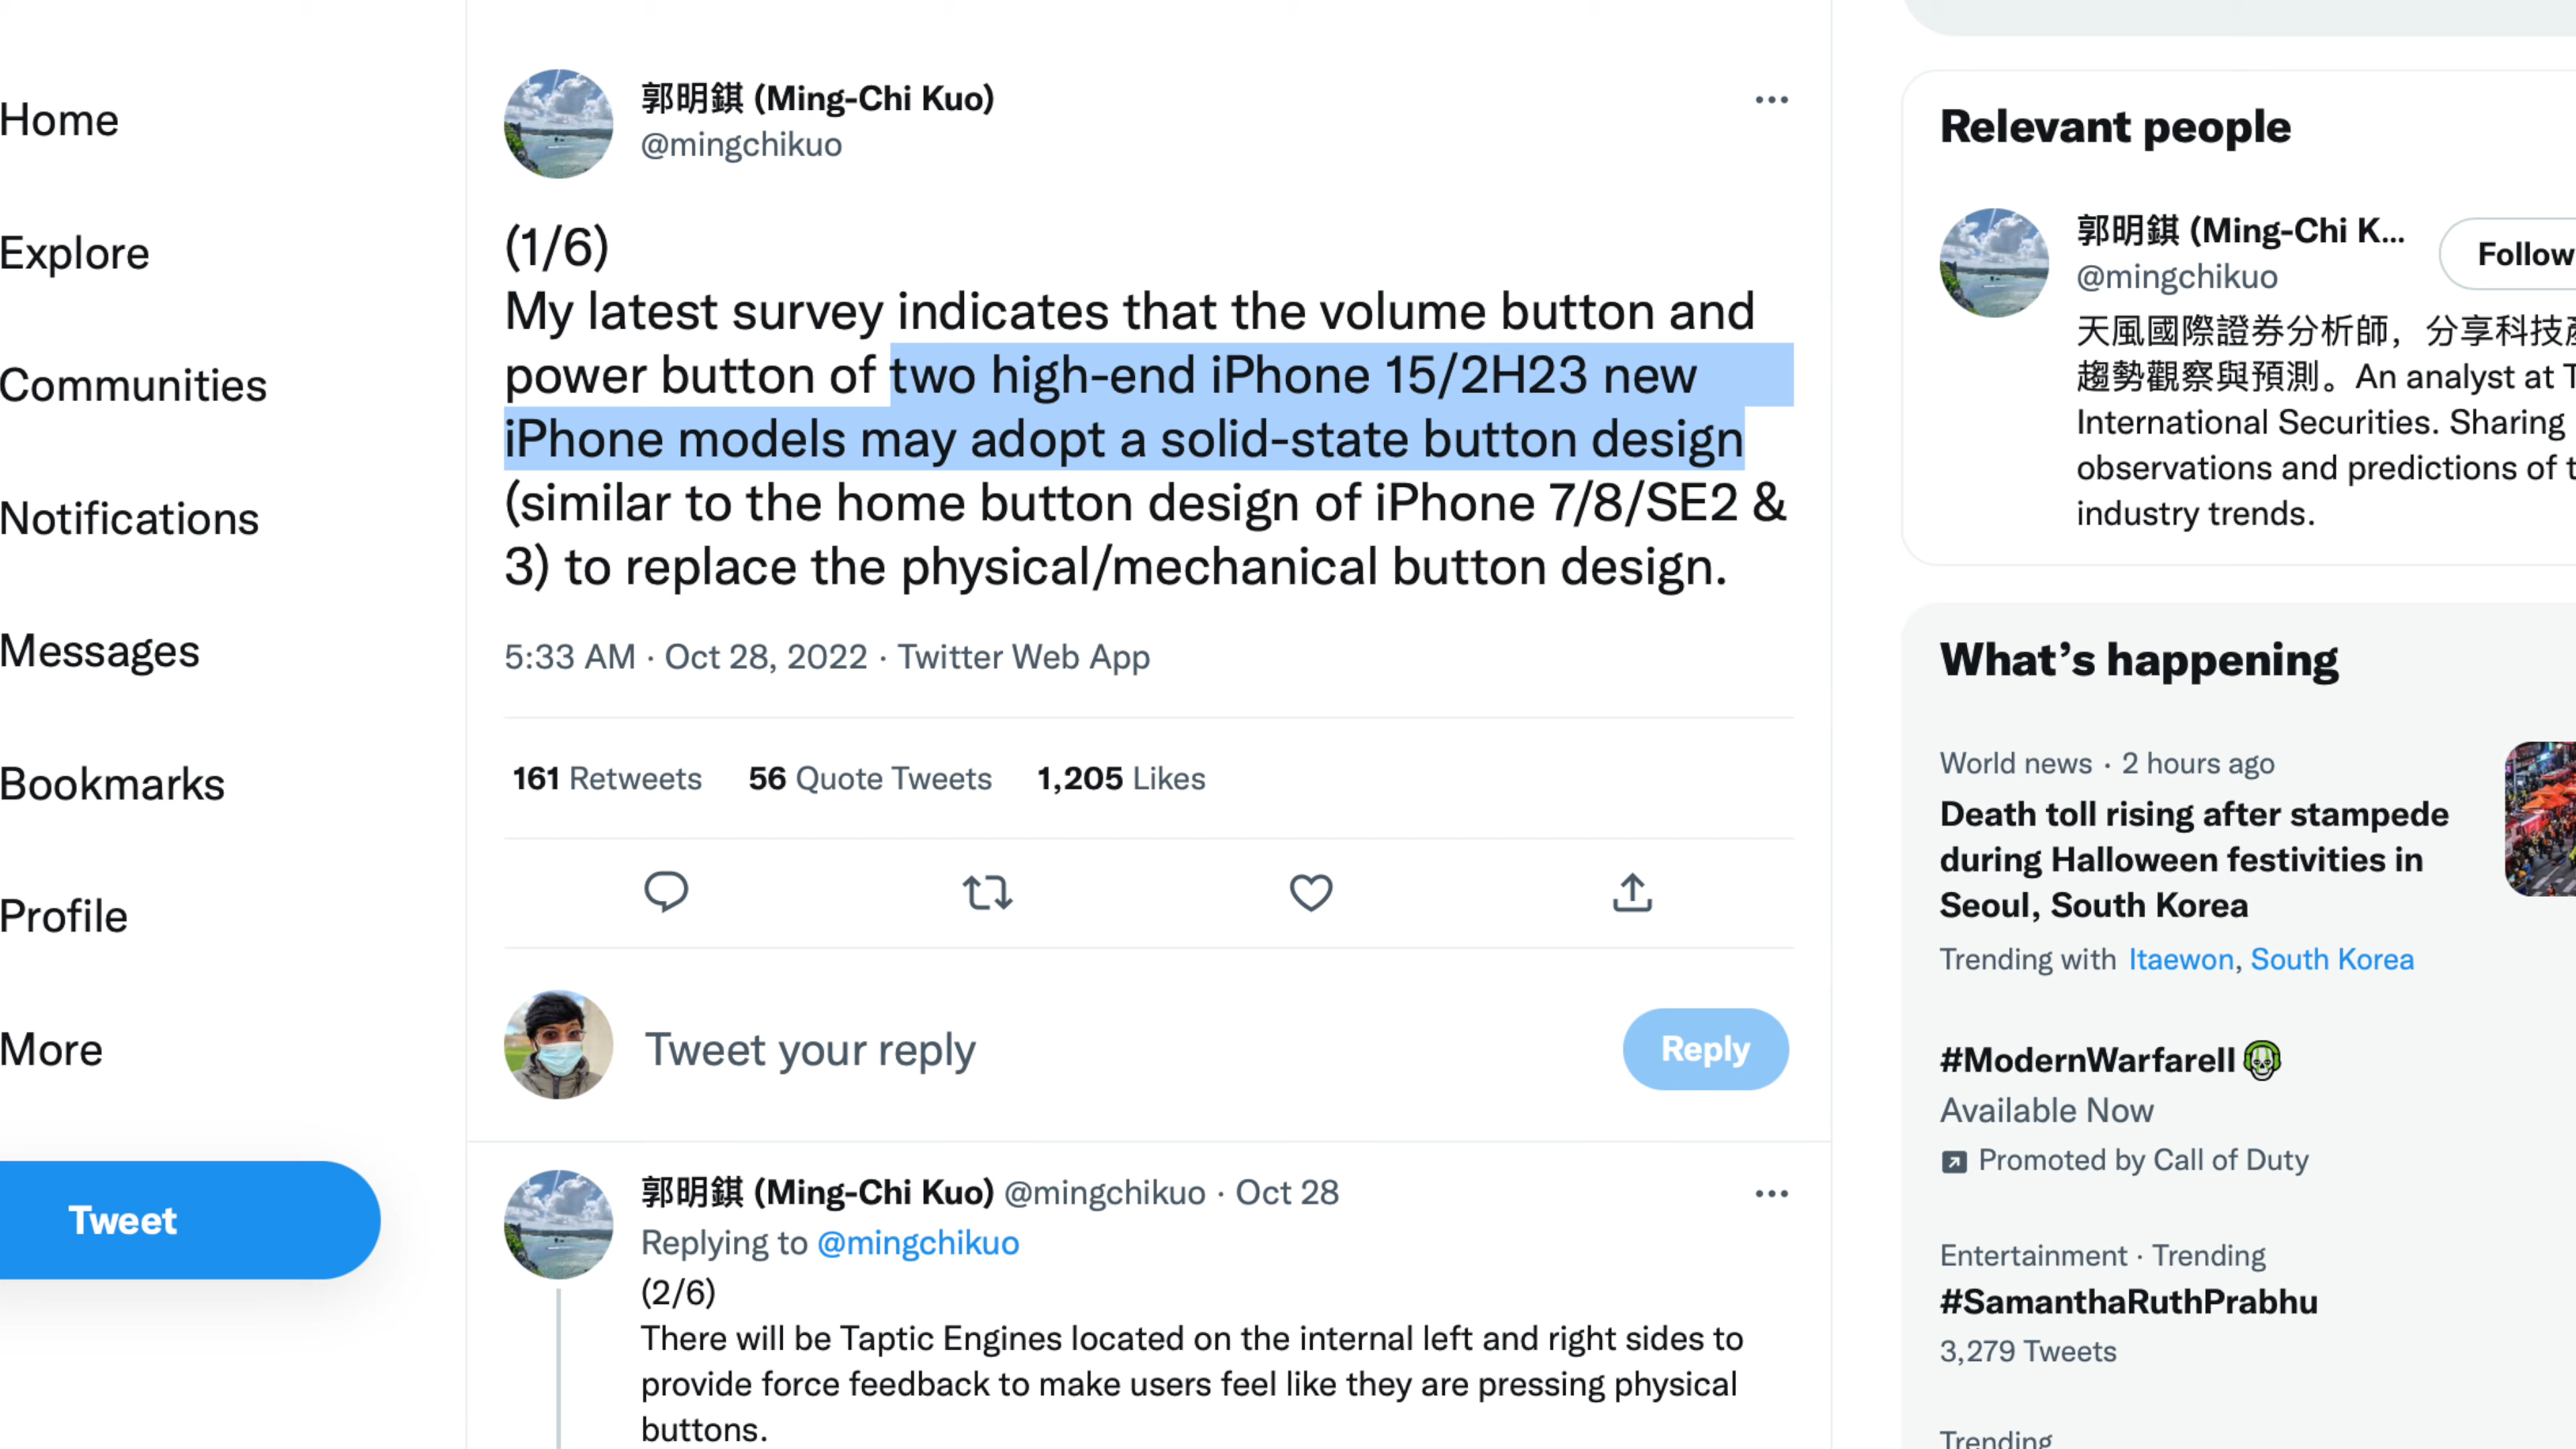 Home
Explore
Communities
Notifications
Messages
Bookmarks
Profile
More
Tweet
郭明錤 (Ming-Chi Kuo)
@mingchikuo
(1/6)
My latest survey indicates that the volume button and
power button of two high-end iPhone 15/2H23 new
iPhone models may adopt a solid-state button design
(similar to the home button design of iPhone 7/8/SE2 &
3) to replace the physical/mechanical button design.
5:33 AM · Oct 28, 2022 · Twitter Web App
161 Retweets 56 Quote Tweets 1,205 Likes
Tweet your reply
Reply
郭明錤 (Ming-Chi Kuo) @mingchikuo · Oct 28
Replying to @mingchikuo
(2/6)
There will be Taptic Engines located on the internal left and right sides to
provide force feedback to make users feel like they are pressing physical
buttons.
Relevant people
郭明錤 (Ming-Chi K...
@mingchikuo
Follow
天風國際證券分析師，分享科技
趨勢觀察與預測。An analyst at T
International Securities. Sharing
observations and predictions of t
industry trends.
What's happening
World news · 2 hours ago
Death toll rising after stampede
during Halloween festivities in
Seoul, South Korea
Trending with Itaewon, South Korea
#ModernWarfareII
Available Now
Promoted by Call of Duty
Entertainment · Trending
#SamanthaRuthPrabhu
3,279 Tweets
Trending